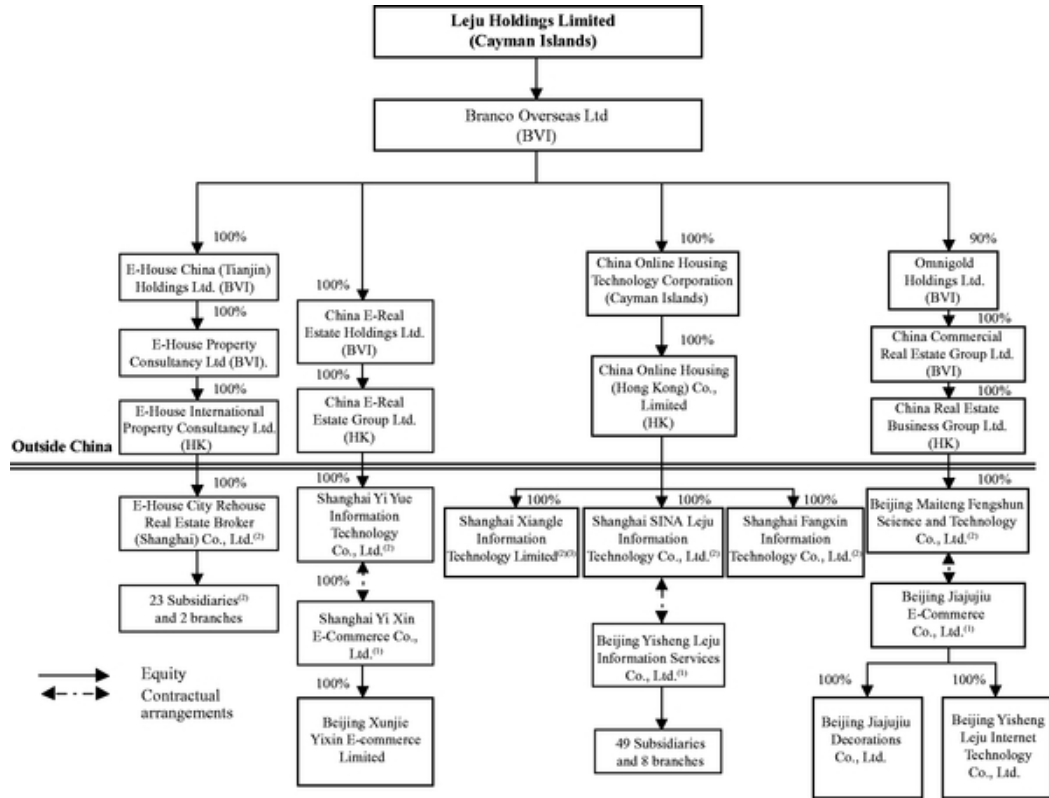 Leju Holdings Limited
(Cayman Islands)
Branco Overseas Ltd
(BVI)
100%
E-House China (Tianjin)
Holdings Ltd. (BVI)
100%
E-House Property
Consultancy Ltd (BVI).
100%
E-House International
Property Consultancy Ltd.
(HK)
100%
China E-Real
Estate Holdings Ltd.
(BVI)
100%
China E-Real
Estate Group Ltd.
(HK)
100%
China Online Housing
Technology Corporation
(Cayman Islands)
100%
China Online Housing
(Hong Kong) Co.,
Limited
(HK)
90%
Omnigold
Holdings Ltd.
(BVI)
100%
China Commercial
Real Estate Group Ltd.
(BVI)
100%
China Real Estate
Business Group Ltd.
(HK)
Outside China
100%
E-House City Rehouse
Real Estate Broker
(Shanghai) Co., Ltd.(2)
23 Subsidiaries(2)
and 2 branches
100%
Shanghai Yi Yue
Information
Technology
Co., Ltd.(2)
100%
Shanghai Yi Xin
E-Commerce Co.,
Ltd.(1)
100%
Beijing Xunjie
Yixin E-commerce
Limited
100%
Shanghai Xiangle
Information
Technology Limited(2)(3)
100%
Shanghai SINA Leju
Information
Technology Co., Ltd.(2)
100%
Shanghai Fangxin
Information
Technology Co., Ltd.(2)
Beijing Yisheng Leju
Information Services
Co., Ltd.(1)
49 Subsidiaries
and 8 branches
100%
Beijing Maiteng Fengshun
Science and Technology
Co., Ltd.(2)
Beijing Jiajujiu
E-Commerce
Co., Ltd.(1)
100%
Beijing Jiajujiu
Decorations
Co., Ltd.
100%
Beijing Yisheng
Leju Internet
Technology
Co., Ltd.
Equity
Contractual
arrangements